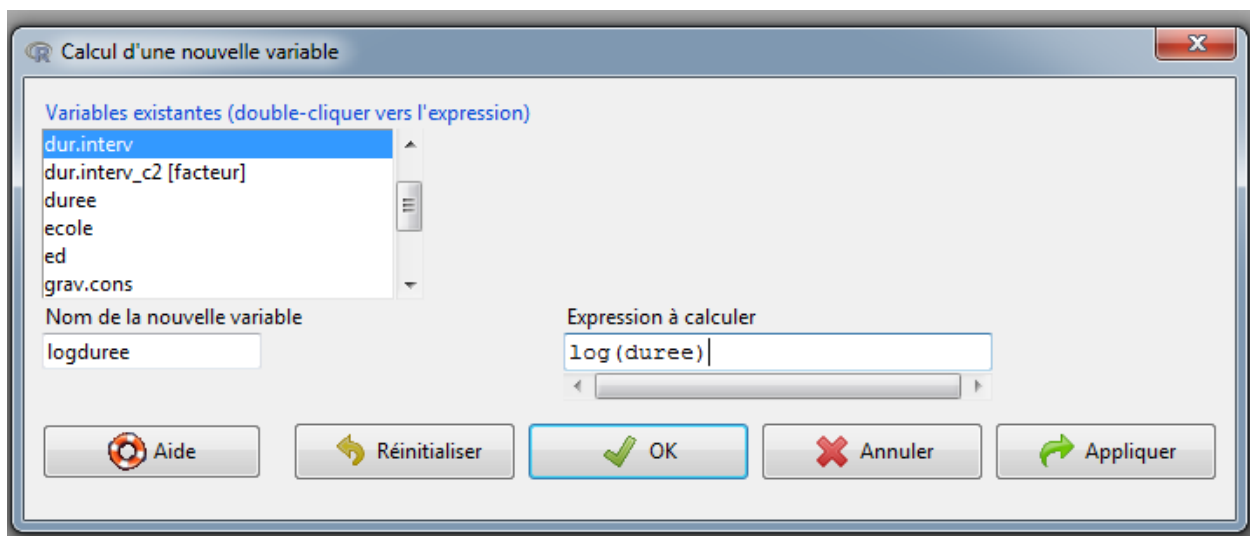 Calcul d'une nouvelle variable
Variables existantes (double-cliquer vers l'expression)
dur.interv
dur.interv_c2 [facteur]
duree
ecole
ed
grav.cons
Nom de la nouvelle variable
logduree
Expression à calculer
log(duree)
Aide
Réinitialiser
OK
Annuler
Appliquer